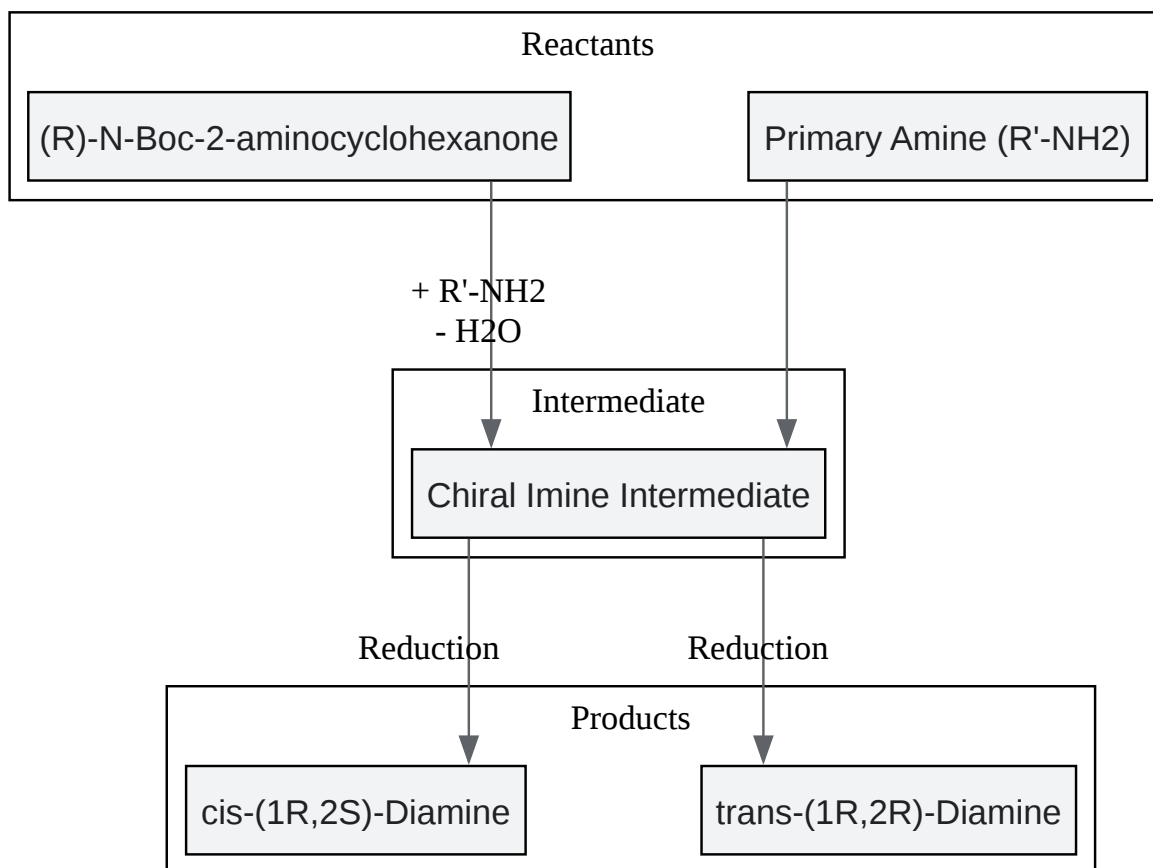 Reactants
(R)-N-Boc-2-aminocyclohexanone
Primary Amine (R'-NH2)
+ R'-NH2
- H2O
Intermediate
Chiral Imine Intermediate
Reduction
Reduction
Products
cis-(1R,2S)-Diamine
trans-(1R,2R)-Diamine